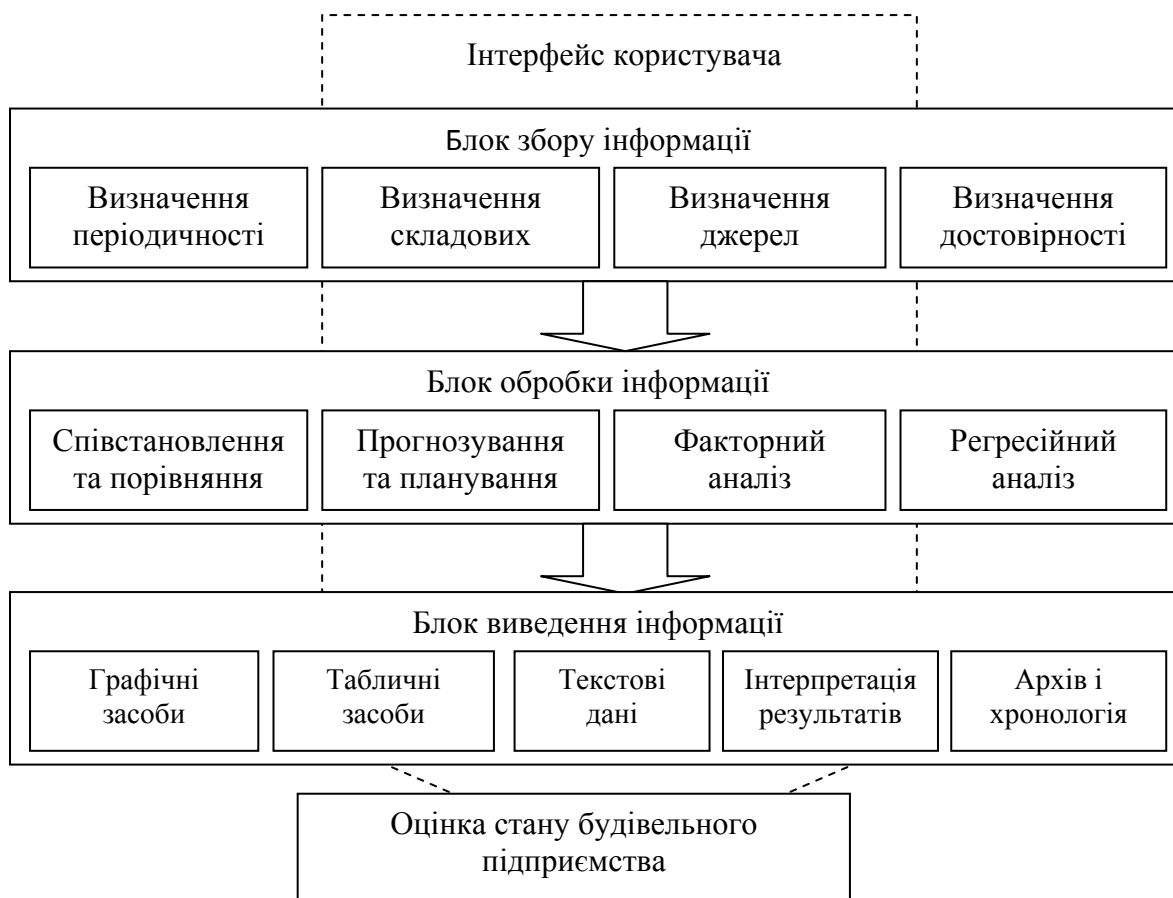 Інтерфейс користувача
Блок збору інформації
Визначення
періодичності
Визначення
складових
Визначення
джерел
Визначення
достовірності
Блок обробки інформації
Співстановлення
та порівняння
Прогнозування
та планування
Факторний
аналіз
Регресійний
аналіз
Блок виведення інформації
Графічні
засоби
Табличні
засоби
Текстові
дані
Інтерпретація
результатів
Архів і
хронологія
Оцінка стану будівельного
підприємства